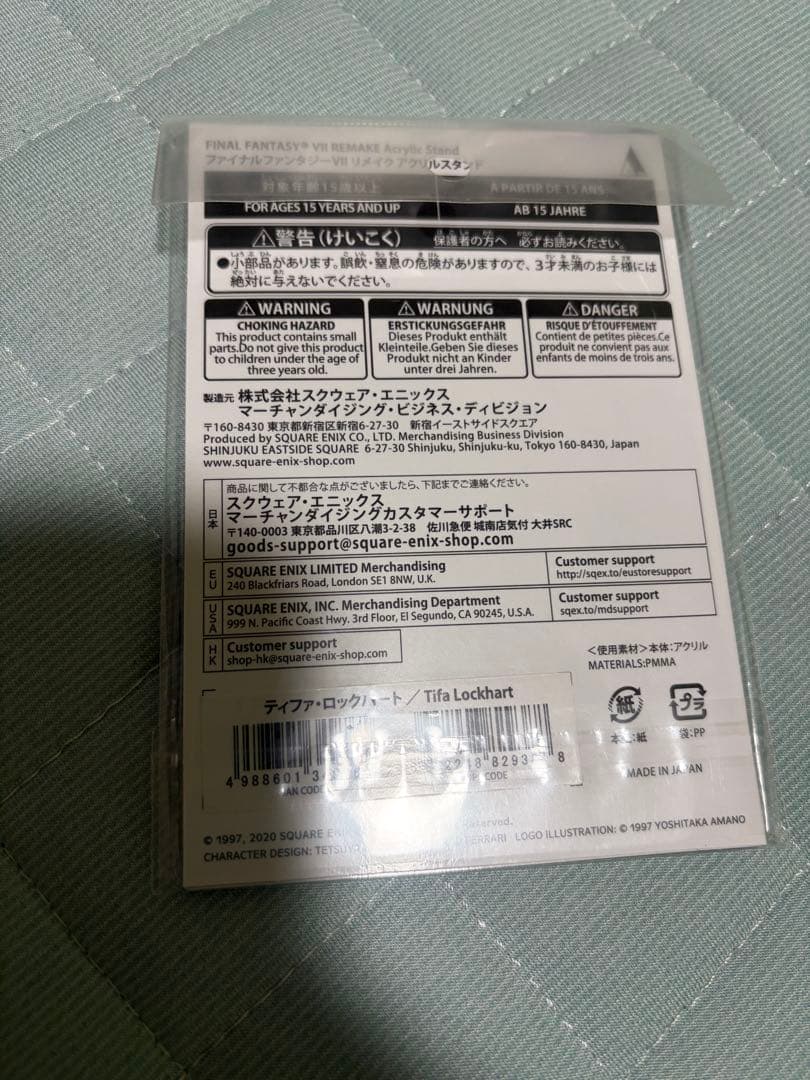 FINAL FANTASY® VII REMAKE Acrylic Stand
ファイナルファンタジーVII リメイク アクリルスタンド
対象年齢15歳以上
À PARTIR DE 15 ANS
FOR AGES 15 YEARS AND UP
AB 15 JAHRE
⚠警告(けいこく) 保護者の方へ 必ずお読みください。
●小部品があります。誤飲・窒息の危険がありますので、3才未満のお子様には
絶対に与えないでください。
⚠WARNING
CHOKING HAZARD
This product contains small
parts.Do not give this product
to children under the age of
three years old.
⚠WARNUNG
ERSTICKUNGSGEFAHR
Dieses Produkt enthält
Kleinteile.Geben Sie dieses
Produkt nicht an Kinder
unter drei Jahren.
⚠DANGER
RISQUE D'ÉTOUFFEMENT
Contient de petites pièces.Ce
produit ne convient pas aux
enfants de moins de trois ans.
製造元 株式会社スクウェア・エニックス
マーチャンダイジング・ビジネス・ディビジョン
〒160-8430 東京都新宿区新宿6-27-30 新宿イーストサイドスクエア
Produced by SQUARE ENIX CO., LTD. Merchandising Business Division
SHINJUKU EASTSIDE SQUARE 6-27-30 Shinjuku, Shinjuku-ku, Tokyo 160-8430, Japan
www.square-enix-shop.com
日本
商品に関して不都合な点がございましたら、下記までご連絡ください。
スクウェア・エニックス
マーチャンダイジングカスタマーサポート
〒140-0003 東京都品川区八潮3-2-38 佐川急便 城南店気付 大井SRC
goods-support@square-enix-shop.com
EU
SQUARE ENIX LIMITED Merchandising
240 Blackfriars Road, London SE1 8NW, U.K.
Customer support
http://sqex.to/eustoresupport
USA
SQUARE ENIX, INC. Merchandising Department
999 N. Pacific Coast Hwy. 3rd Floor, El Segundo, CA 90245, U.S.A.
Customer support
sqex.to/mdsupport
HK
Customer support
shop-hk@square-enix-shop.com
<使用素材>本体:アクリル
MATERIALS:PMMA
ティファ・ロックハート/Tifa Lockhart
紙
プラ
袋:PP
4 988601 3
8
CODE
MADE IN JAPAN
© 1997, 2020 SQUARE ENIX
LOGO ILLUSTRATION: © 1997 YOSHITAKA AMANO
CHARACTER DESIGN: